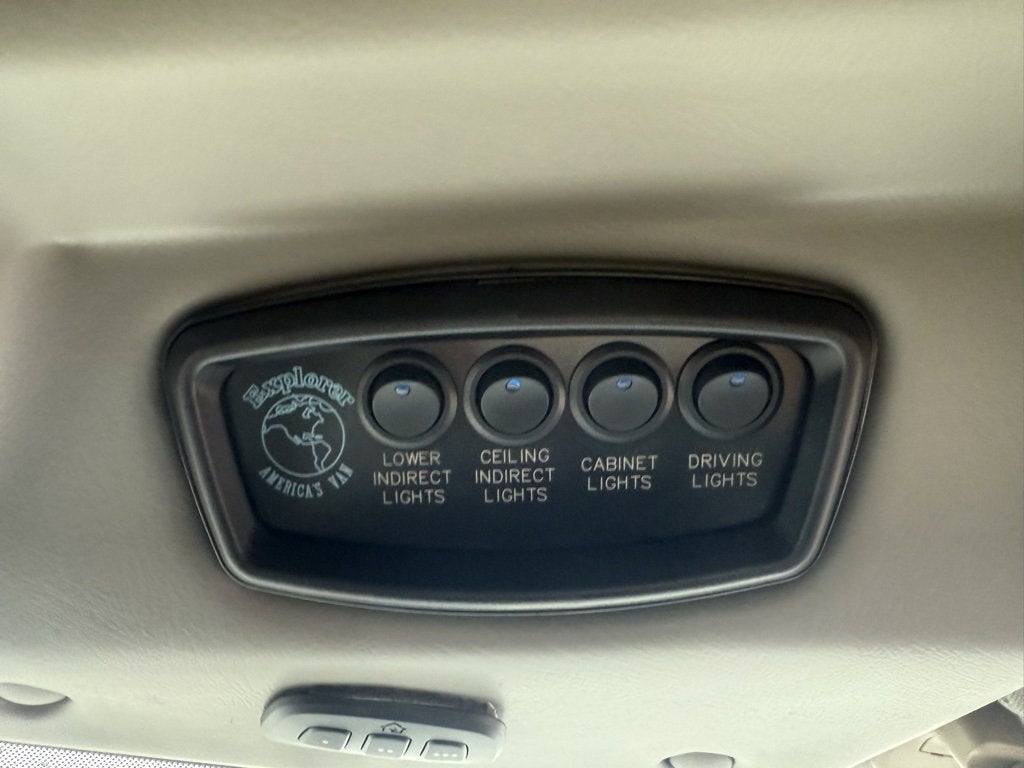 Explorer
AMERICA'S VAN
LOWER
INDIRECT
LIGHTS
CEILING
INDIRECT
LIGHTS
CABINET
LIGHTS
DRIVING
LIGHTS